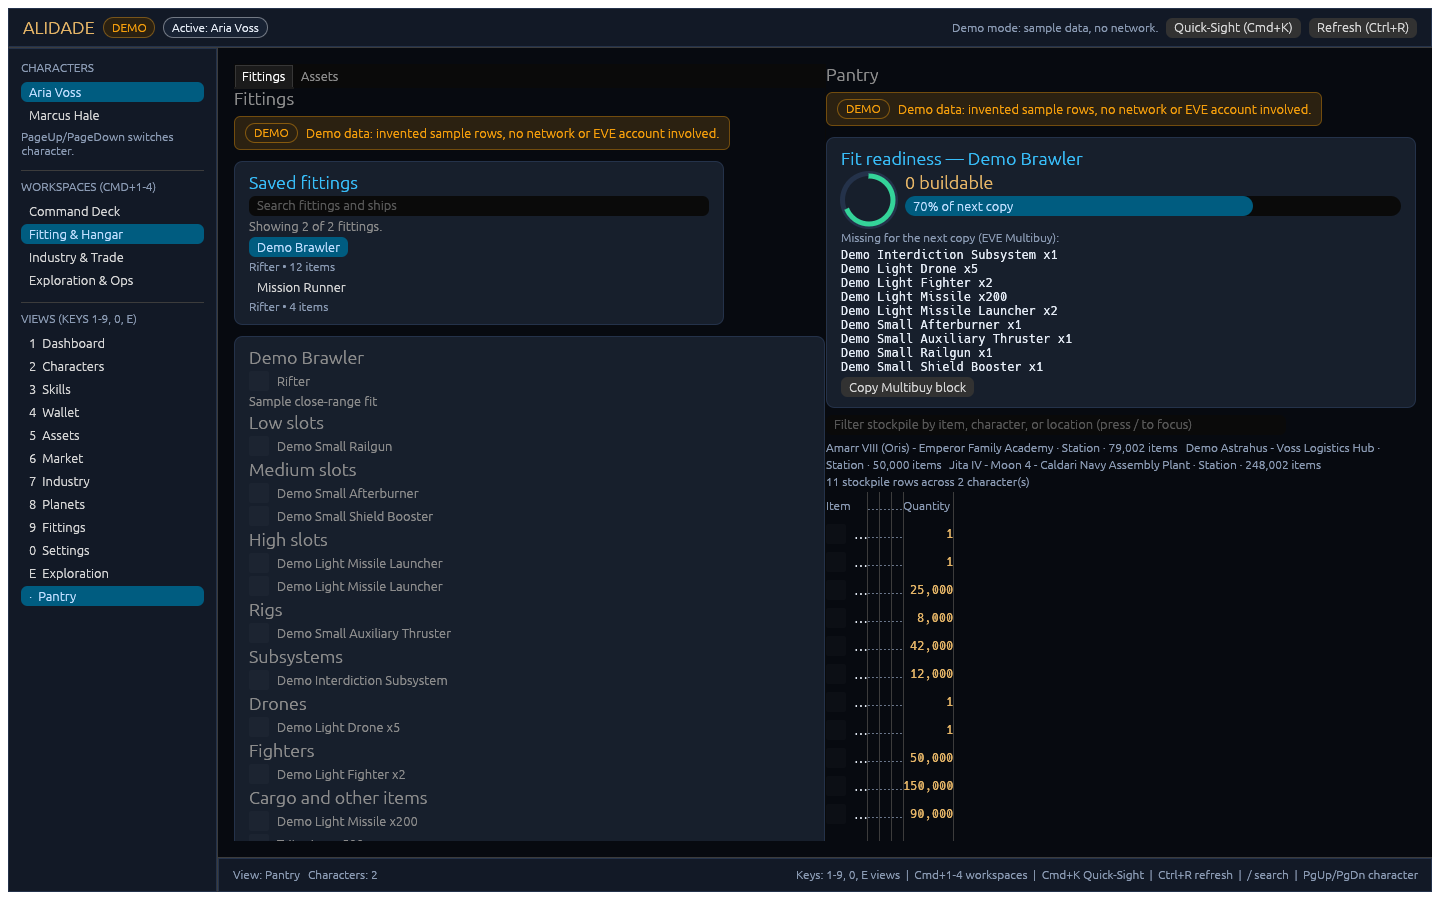 ALIDADE DEMO Active: Aria Voss Demo mode: sample data, no network. Quick-Sight (Cmd+K) Refresh (Ctrl+R)
CHARACTERS
Aria Voss
Marcus Hale
PageUp/PageDown switches
character.
WORKSPACES (CMD+1-4)
Command Deck
Fitting & Hangar
Industry & Trade
Exploration & Ops
VIEWS (KEYS 1-9, 0, E)
1 Dashboard
2 Characters
3 Skills
4 Wallet
5 Assets
6 Market
7 Industry
8 Planets
9 Fittings
0 Settings
E Exploration
· Pantry
Fittings Assets
Fittings
DEMO Demo data: invented sample rows, no network or EVE account involved.
Saved fittings
Search fittings and ships
Showing 2 of 2 fittings.
Demo Brawler
Rifter • 12 items
Mission Runner
Rifter • 4 items
Demo Brawler
Rifter
Sample close-range fit
Low slots
Demo Small Railgun
Medium slots
Demo Small Afterburner
Demo Small Shield Booster
High slots
Demo Light Missile Launcher
Demo Light Missile Launcher
Rigs
Demo Small Auxiliary Thruster
Subsystems
Demo Interdiction Subsystem
Drones
Demo Light Drone x5
Fighters
Demo Light Fighter x2
Cargo and other items
Demo Light Missile x200
Pantry
DEMO Demo data: invented sample rows, no network or EVE account involved.
Fit readiness — Demo Brawler
0 buildable
70% of next copy
Missing for the next copy (EVE Multibuy):
Demo Interdiction Subsystem x1
Demo Light Drone x5
Demo Light Fighter x2
Demo Light Missile x200
Demo Light Missile Launcher x2
Demo Small Afterburner x1
Demo Small Auxiliary Thruster x1
Demo Small Railgun x1
Demo Small Shield Booster x1
Copy Multibuy block
Filter stockpile by item, character, or location (press / to focus)
Amarr VIII (Oris) - Emperor Family Academy · Station · 79,002 items Demo Astrahus - Voss Logistics Hub ·
Station · 50,000 items Jita IV - Moon 4 - Caldari Navy Assembly Plant · Station · 248,002 items
11 stockpile rows across 2 character(s)
Item ... ... ... Quantity
... ... ... ... 1
... ... ... ... 1
... ... ... ... 25,000
... ... ... ... 8,000
... ... ... ... 42,000
... ... ... ... 12,000
... ... ... ... 1
... ... ... ... 1
... ... ... ... 50,000
... ... ... ... 150,000
... ... ... ... 90,000
View: Pantry Characters: 2 Keys: 1-9, 0, E views | Cmd+1-4 workspaces | Cmd+K Quick-Sight | Ctrl+R refresh | / search | PgUp/PgDn character